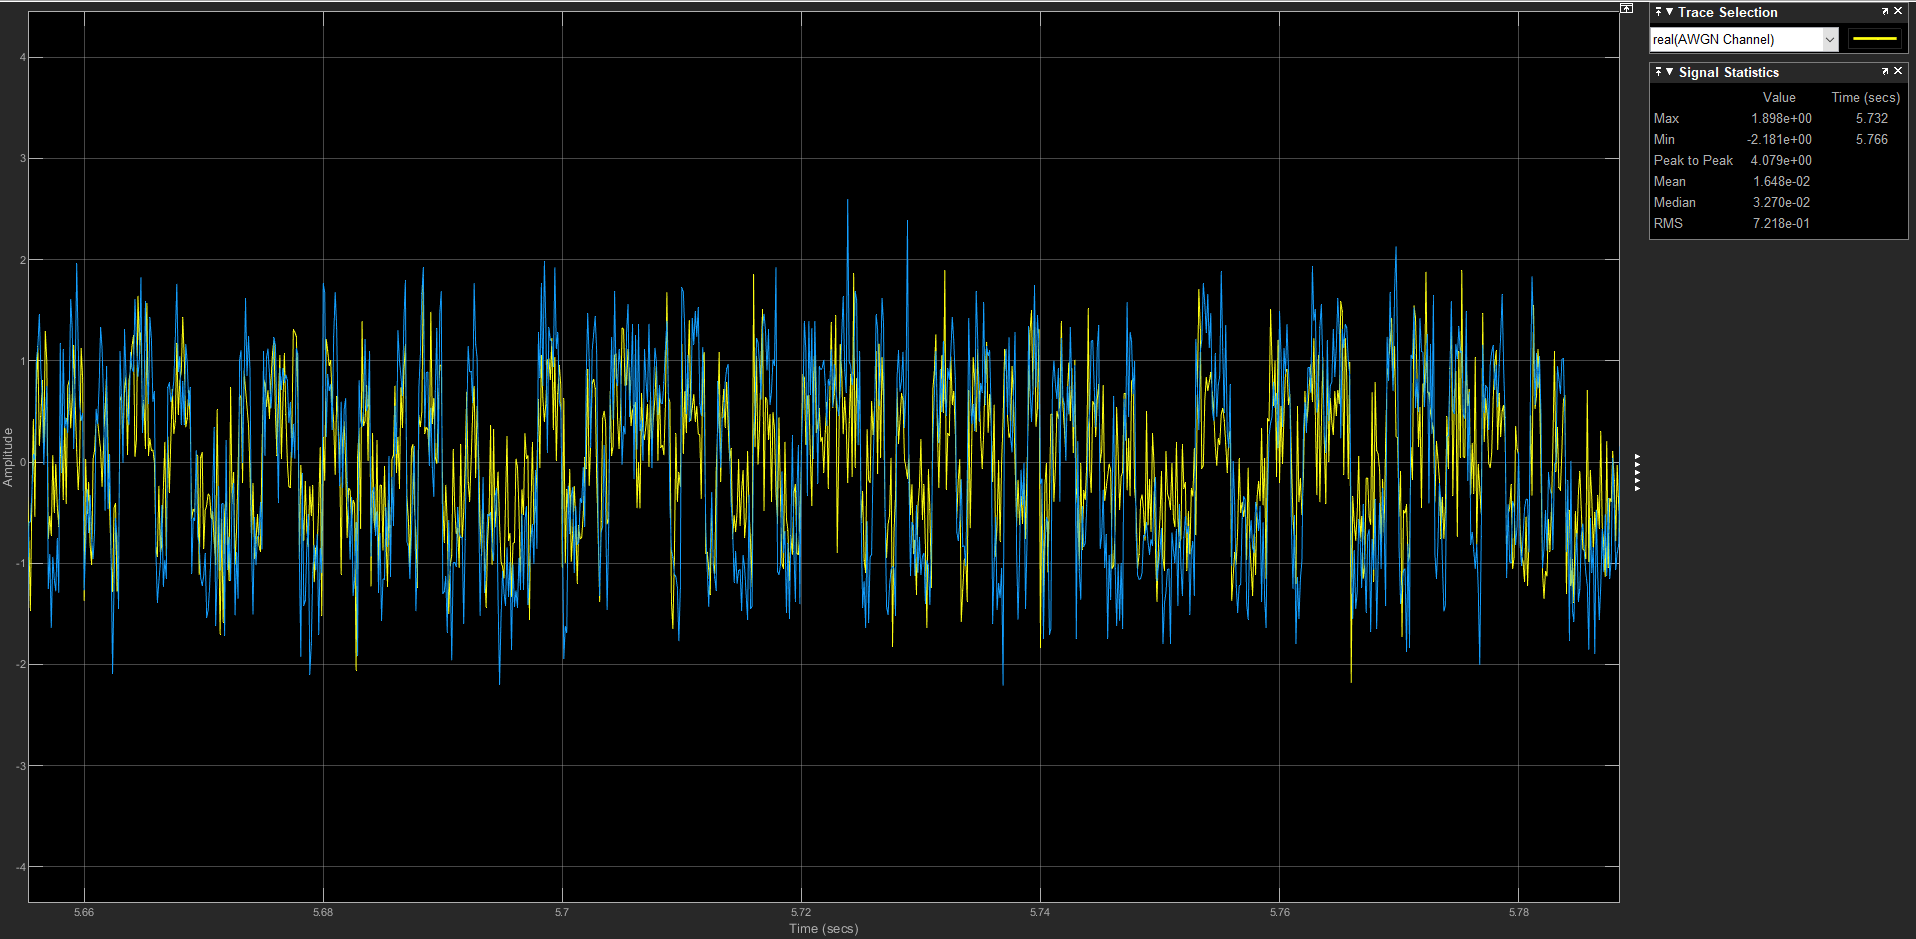 Trace Selection
real(AWGN Channel)
Signal Statistics
Value Time (secs)
Max 1.898e+00 5.732
Min -2.181e+00 5.766
Peak to Peak 4.079e+00
Mean 1.648e-02
Median 3.270e-02
RMS 7.218e-01
4
3
2
1
0
-1
-2
-3
-4
Amplitude
5.66 5.68 5.7 5.72 5.74 5.76 5.78
Time (secs)